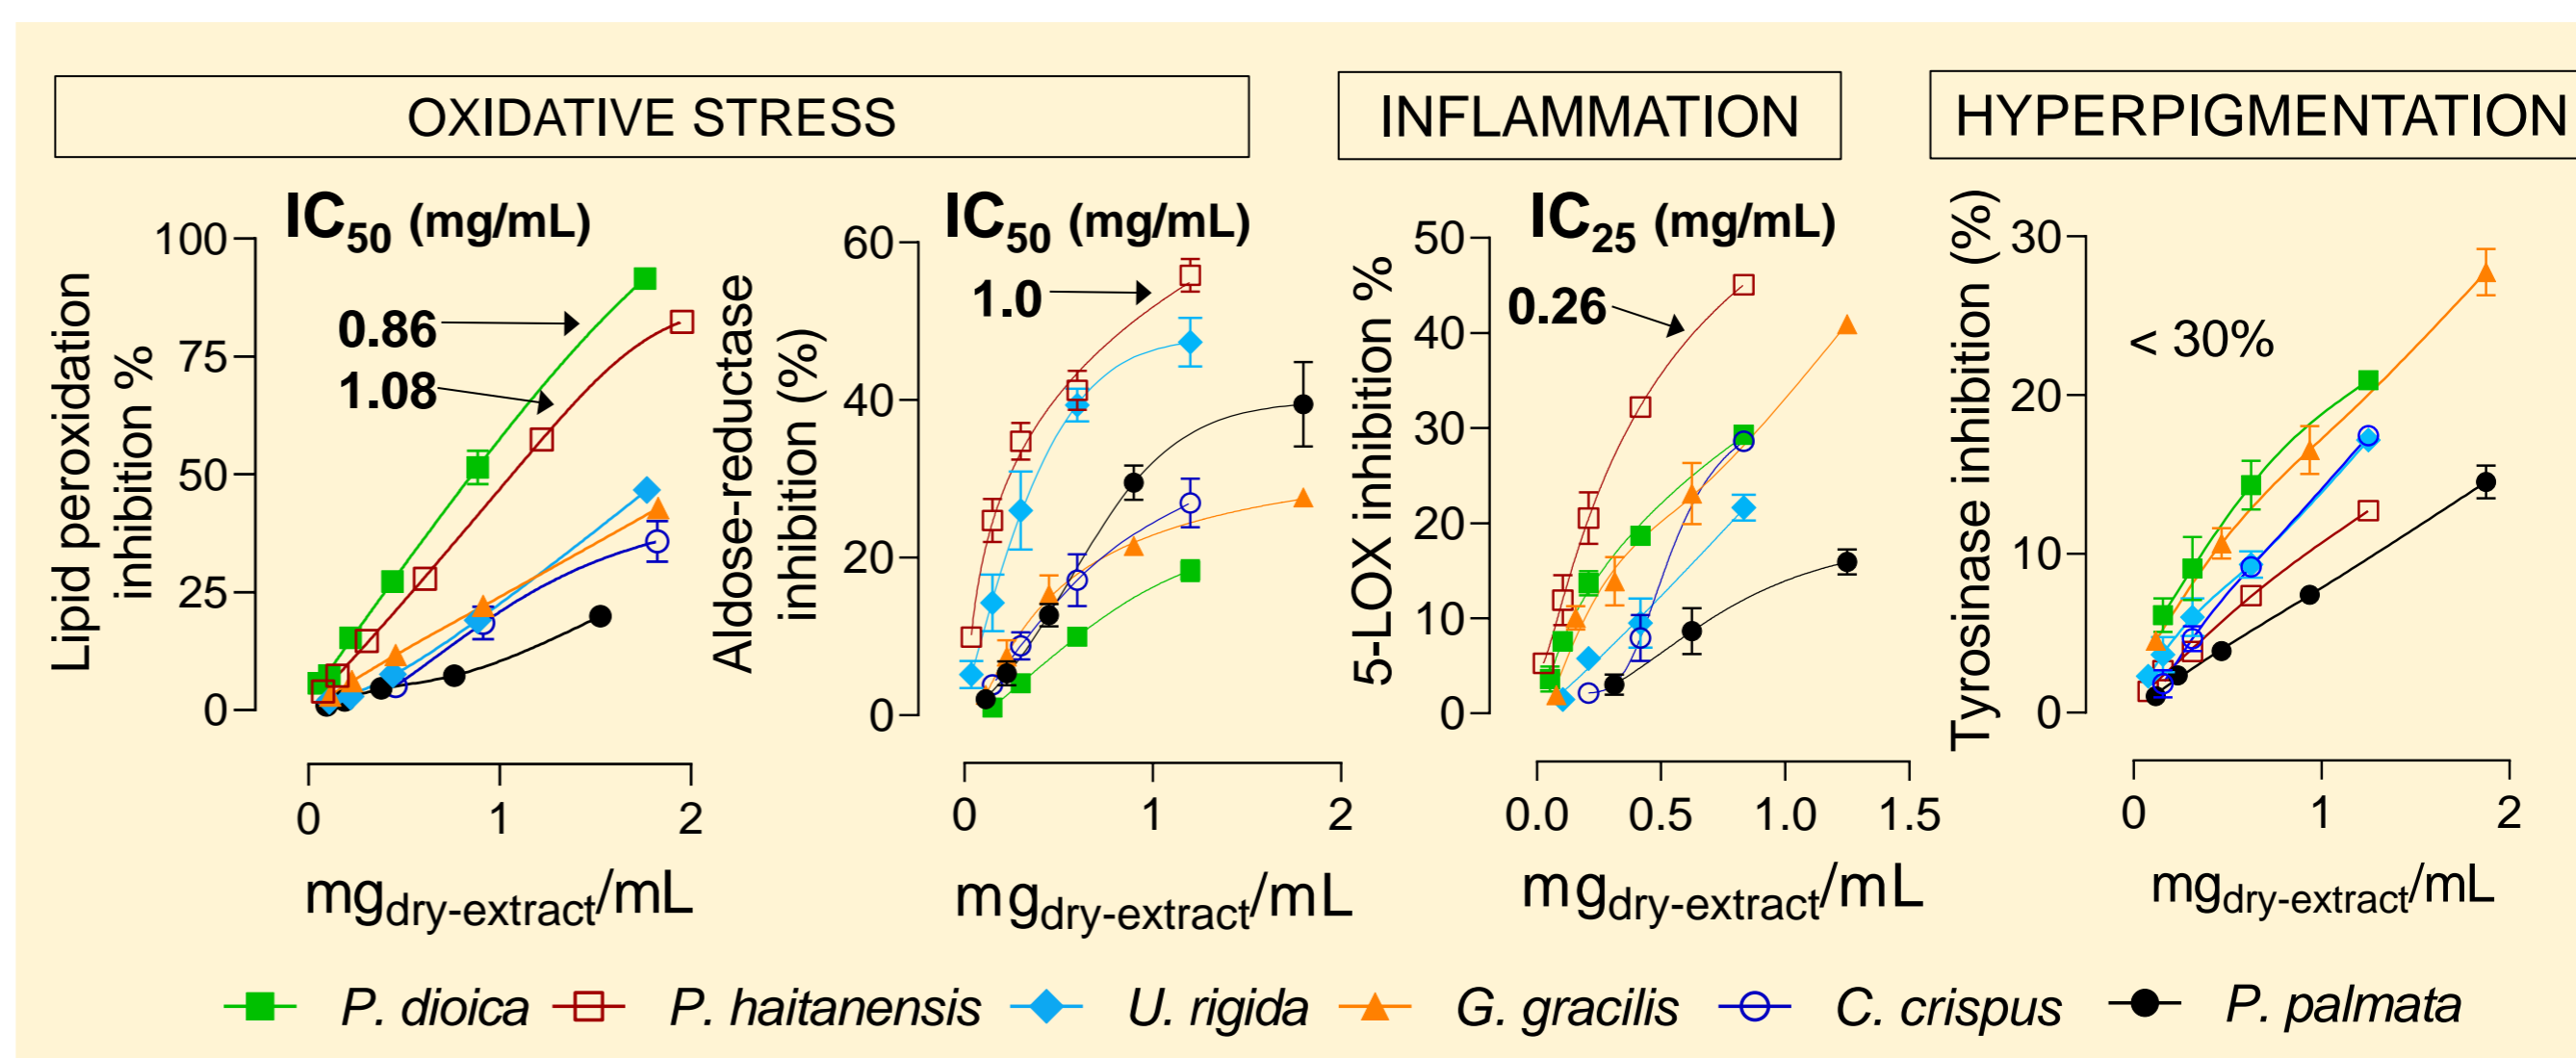 OXIDATIVE STRESS
INFLAMMATION
HYPERPIGMENTATION
Lipid peroxidation
inhibition %
IC50 (mg/mL)
0.86
1.08
100
75
50
25
0
0 1 2
mgdry-extract/mL
Aldose-reductase
inhibition (%)
IC50 (mg/mL)
1.0
60
40
20
0
0 1 2
mgdry-extract/mL
5-LOX inhibition %
IC25 (mg/mL)
0.26
50
40
30
20
10
0
0.0 0.5 1.0 1.5
mgdry-extract/mL
Tyrosinase inhibition (%)
< 30%
30
20
10
0
0 1 2
mgdry-extract/mL
P. dioica P. haitanensis U. rigida G. gracilis C. crispus P. palmata